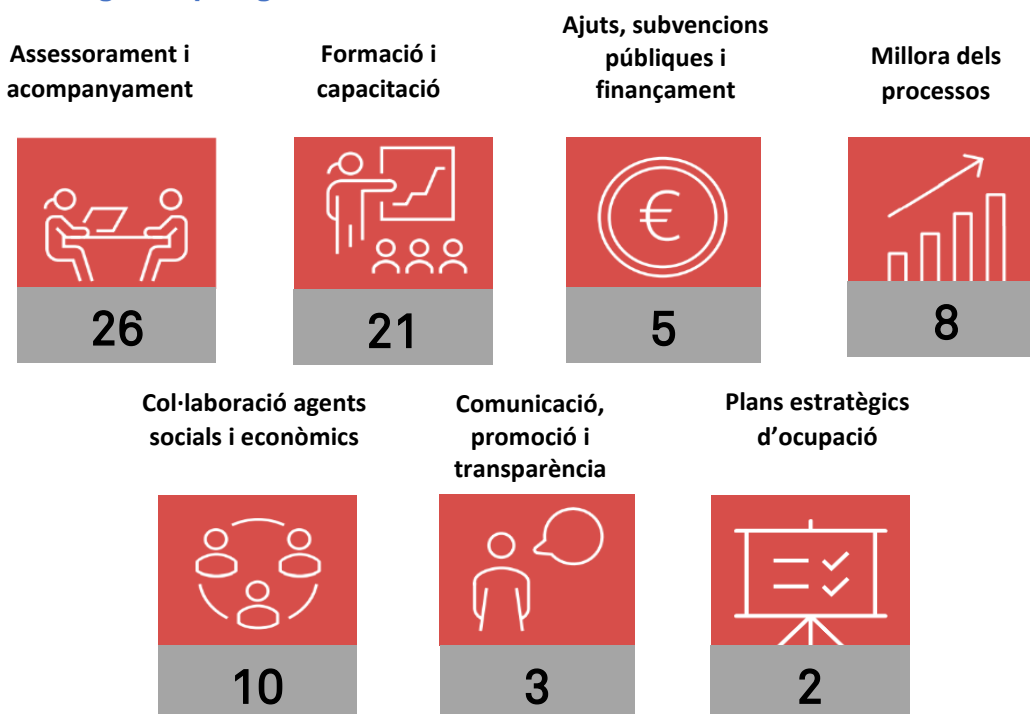 Assessorament i
acompanyament
Formació i
capacitació
Ajuts, subvencions
públiques i
finançament
Millora dels
processos
€
26
21
5
8
Col·laboració agents
socials i econòmics
Comunicació,
promoció i
transparència
Plans estratègics
d’ocupació
10
3
2